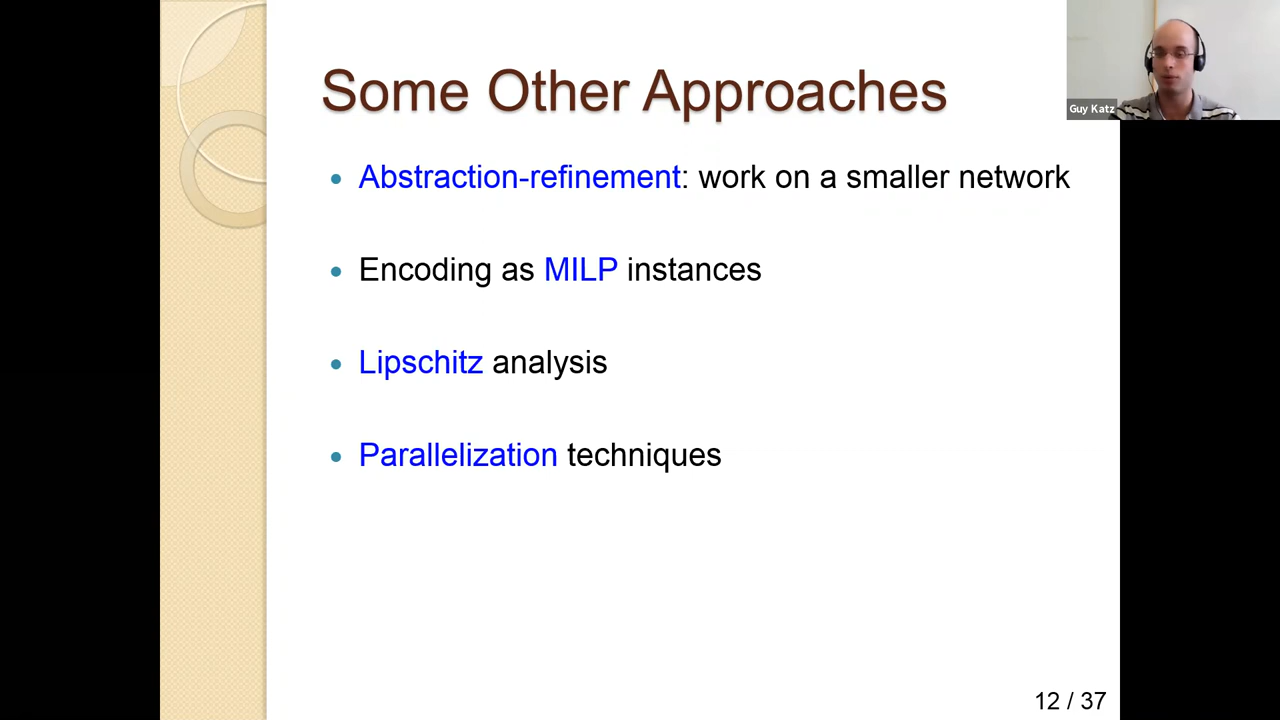 Some Other Approaches
Guy Katz
• Abstraction-refinement: work on a smaller network
• Encoding as MILP instances
• Lipschitz analysis
• Parallelization techniques
12 / 37